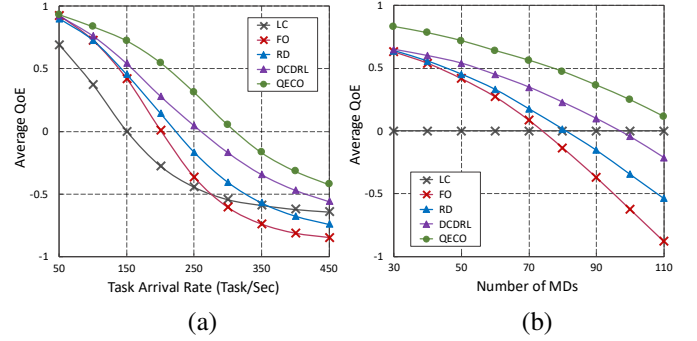 1
0.5
0
-0.5
-1
Average QoE
50
150
250
350
450
Task Arrival Rate (Task/Sec)
LC
FO
RD
DCDRL
QECO
(a)
1
0.5
0
-0.5
-1
Average QoE
30
50
70
90
110
Number of MDs
LC
FO
RD
DCDRL
QECO
(b)